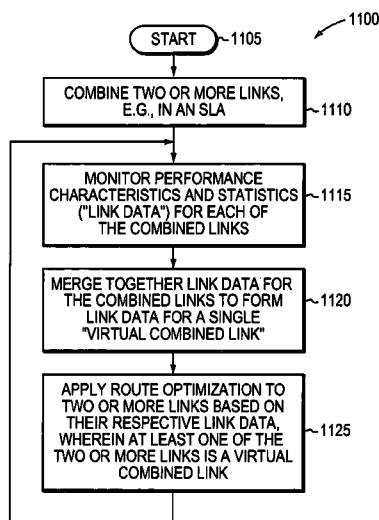 1100
START
1105
COMBINE TWO OR MORE LINKS,
E.G., IN AN SLA
1110
MONITOR PERFORMANCE
CHARACTERISTICS AND STATISTICS
("LINK DATA") FOR EACH OF
THE COMBINED LINKS
1115
MERGE TOGETHER LINK DATA FOR
THE COMBINED LINKS TO FORM
LINK DATA FOR A SINGLE
"VIRTUAL COMBINED LINK"
1120
APPLY ROUTE OPTIMIZATION TO
TWO OR MORE LINKS BASED ON
THEIR RESPECTIVE LINK DATA,
WHEREIN AT LEAST ONE OF THE
TWO OR MORE LINKS IS A VIRTUAL
COMBINED LINK
1125